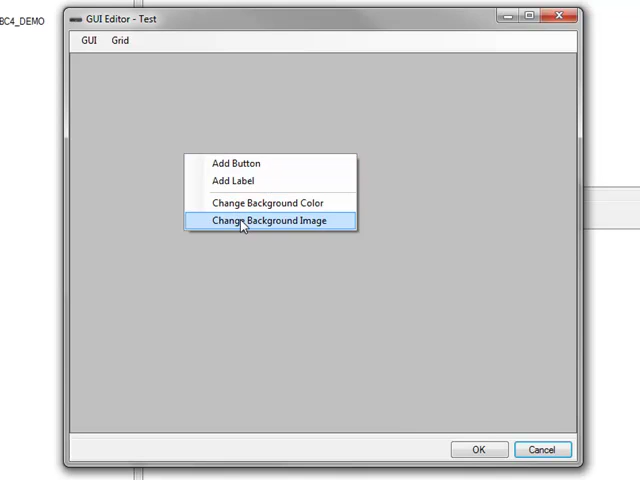 BC4_DEMO
GUI Editor - Test
GUI Grid
Add Button
Add Label
Change Background Color
Change Background Image
OK Cancel